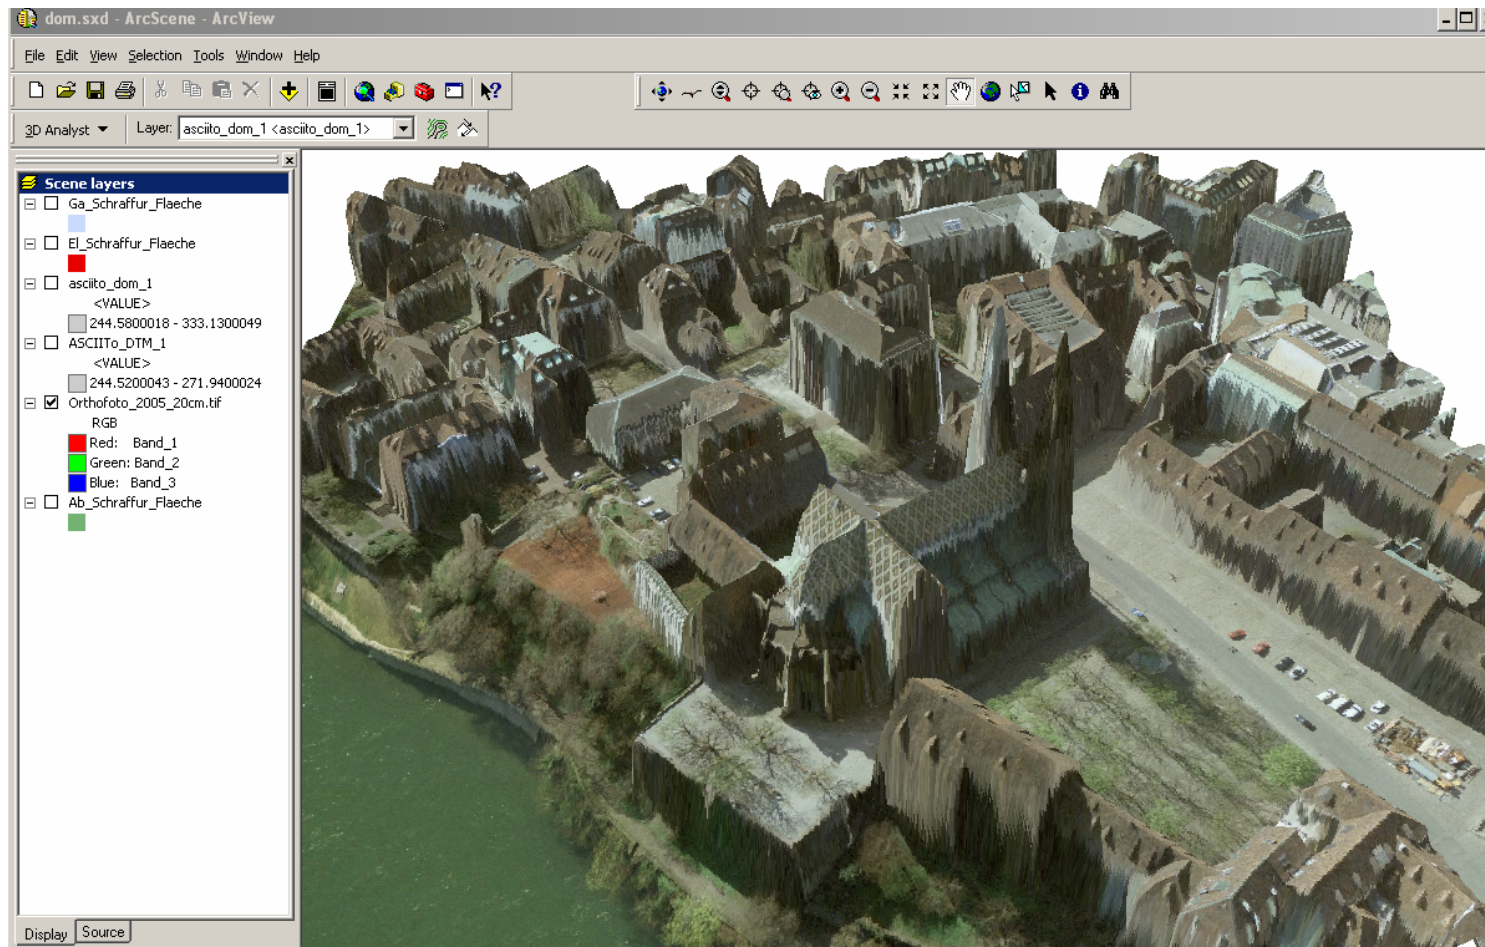 dom.sxd - ArcScene - ArcView
File Edit View Selection Tools Window Help
3D Analyst Layer: asciito_dom_1 <asciito_dom_1>
Scene layers
Ga_Schraffur_Flaeche
El_Schraffur_Flaeche
asciito_dom_1
<VALUE>
244.5800018 - 333.1300049
ASCIITo_DTM_1
<VALUE>
244.5200043 - 271.9400024
Orthofoto_2005_20cm.tif
RGB
Red: Band_1
Green: Band_2
Blue: Band_3
Ab_Schraffur_Flaeche
Display Source